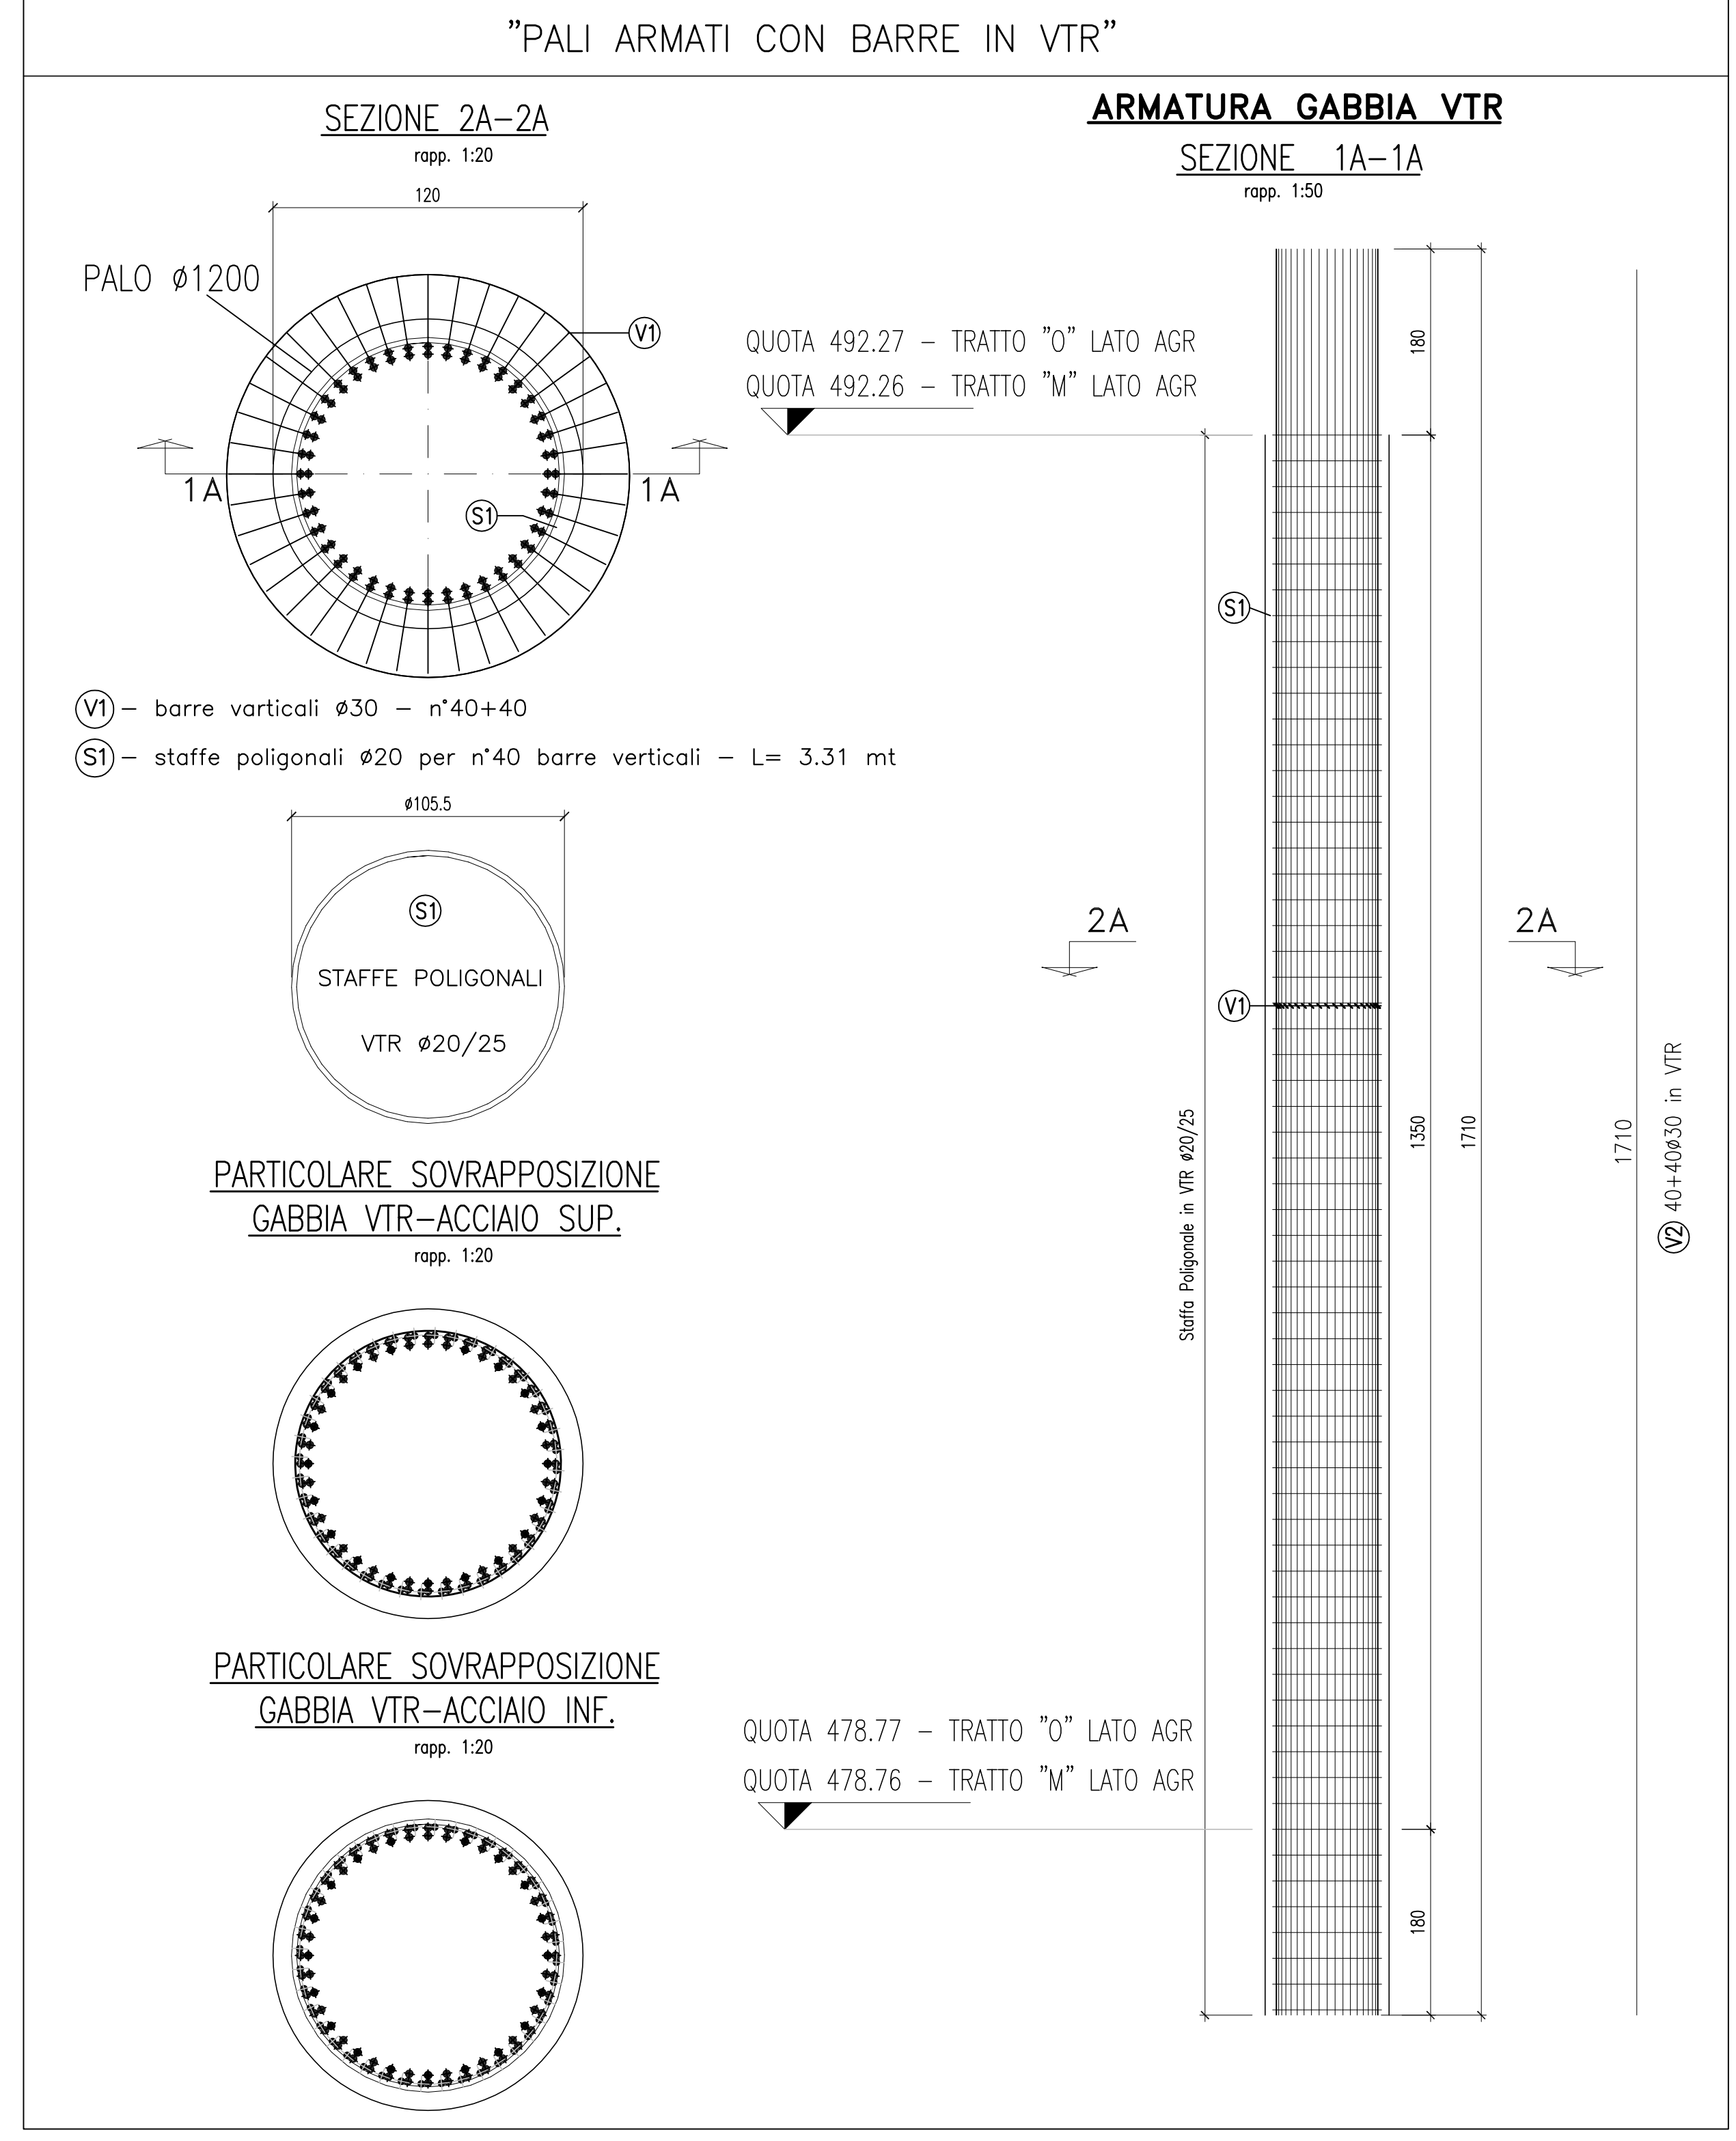 "PALI ARMATI CON BARRE IN VTR"
SEZIONE 2A-2A
rapp. 1:20
120
PALO ø1200
V1
1A
1A
S1
V1 - barre varticali ø30 - n°40+40
S1 - staffe poligonali ø20 per n°40 barre verticali - L= 3.31 mt
ø105.5
S1
STAFFE POLIGONALI
VTR ø20/25
PARTICOLARE SOVRAPPOSIZIONE
GABBIA VTR-ACCIAIO SUP.
rapp. 1:20
PARTICOLARE SOVRAPPOSIZIONE
GABBIA VTR-ACCIAIO INF.
rapp. 1:20
ARMATURA GABBIA VTR
SEZIONE 1A-1A
rapp. 1:50
QUOTA 492.27 - TRATTO "O" LATO AGR
QUOTA 492.26 - TRATTO "M" LATO AGR
180
S1
2A
2A
V1
Staffa Poligonale in VTR ø20/25
1350
1710
1710
V2 40+40ø30 in VTR
QUOTA 478.77 - TRATTO "O" LATO AGR
QUOTA 478.76 - TRATTO "M" LATO AGR
180